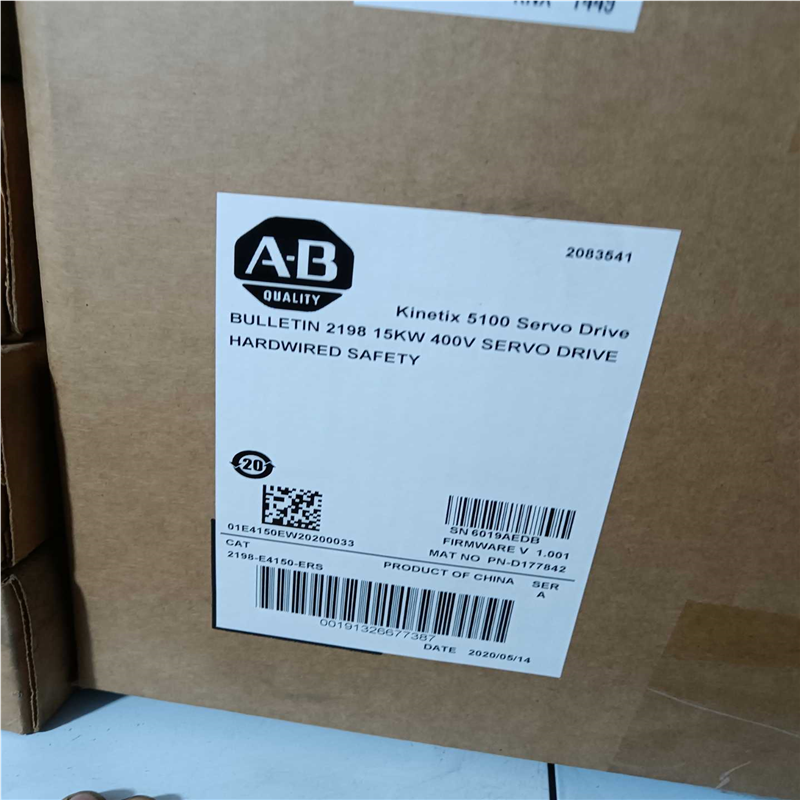 1449
A-B
QUALITY
2083541
Kinetix 5100 Servo Drive
BULLETIN 2198 15KW 400V SERVO DRIVE
HARDWIRED SAFETY
20
01E4150EW20200033
SN 6019AEDB
FIRMWARE V 1.001
MAT NO PN-D177842
CAT
2198-E4150-ERS
PRODUCT OF CHINA
SER
A
00191326677387
DATE 2020/05/14